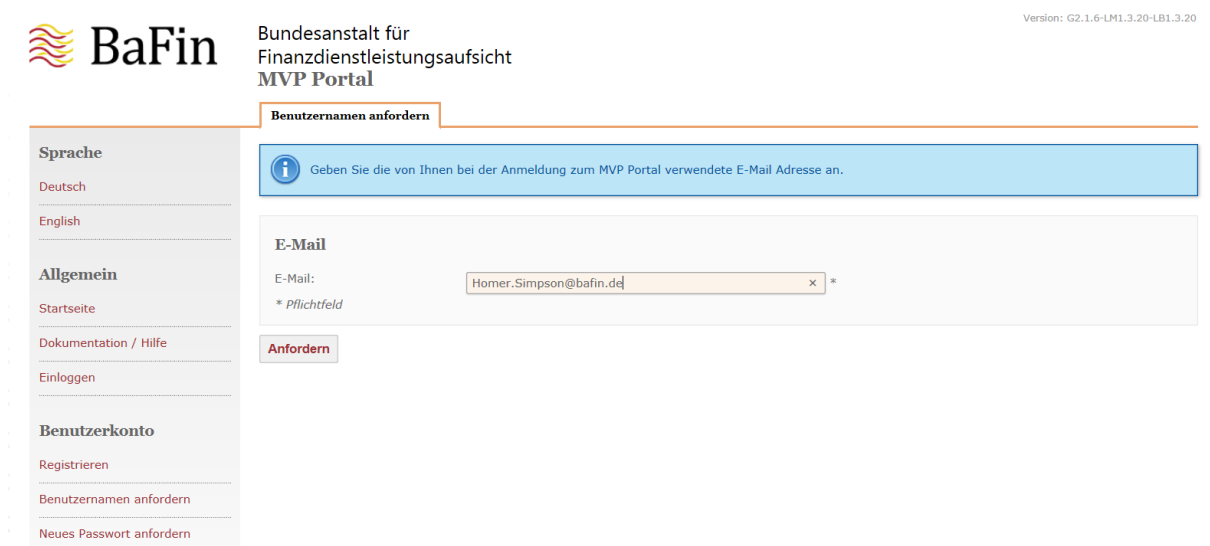 Version: G2.1.6-LM1.3.20-LB1.3.20
BaFin
Bundesanstalt für
Finanzdienstleistungsaufsicht
MVP Portal
Benutzernamen anfordern
Sprache
Deutsch
English
Allgemein
Startseite
Dokumentation / Hilfe
Einloggen
Benutzerkonto
Registrieren
Benutzernamen anfordern
Neues Passwort anfordern
Geben Sie die von Ihnen bei der Anmeldung zum MVP Portal verwendete E-Mail Adresse an.
E-Mail
E-Mail: Homer.Simpson@bafin.de × *
* Pflichtfeld
Anfordern